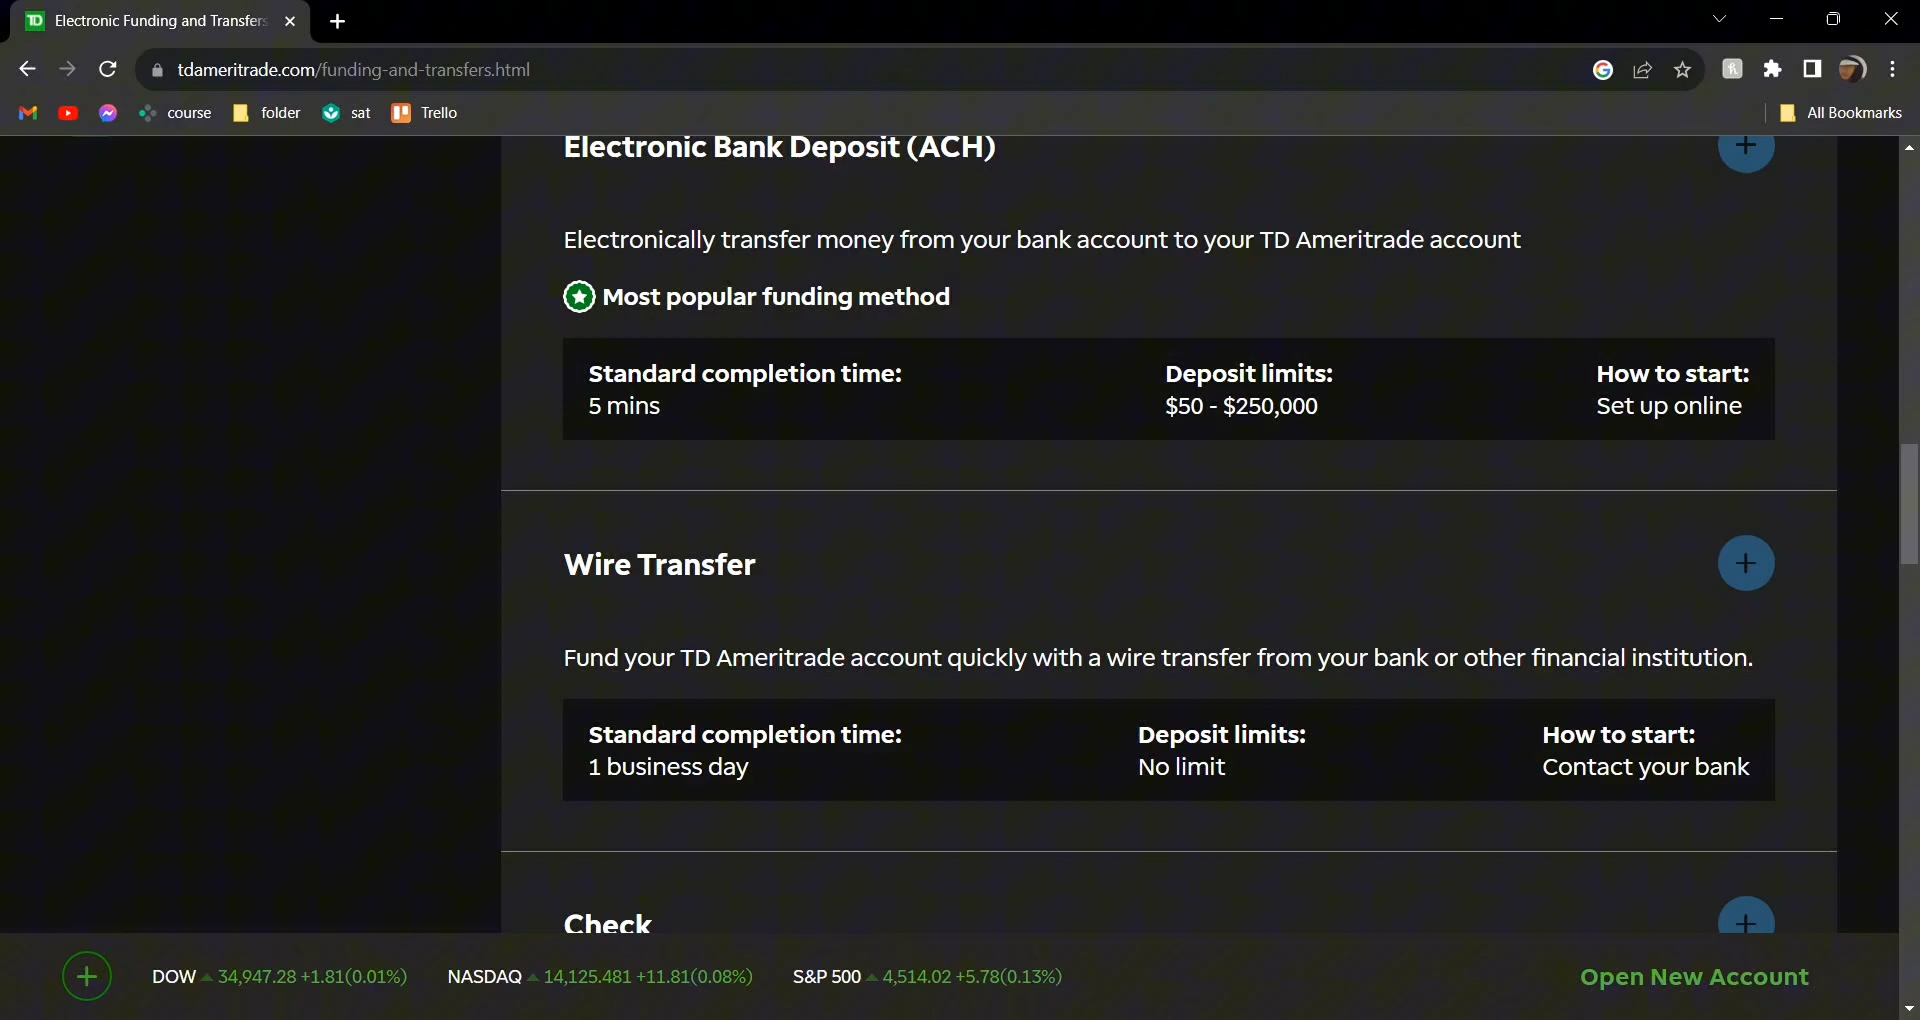 TD Electronic Funding and Transfers
tdameritrade.com/funding-and-transfers.html
course folder sat Trello All Bookmarks
Electronic Bank Deposit (ACH)
Electronically transfer money from your bank account to your TD Ameritrade account
Most popular funding method
Standard completion time: Deposit limits: How to start:
5 mins $50 - $250,000 Set up online
Wire Transfer
Fund your TD Ameritrade account quickly with a wire transfer from your bank or other financial institution.
Standard completion time: Deposit limits: How to start:
1 business day No limit Contact your bank
Check
DOW 34,947.28 +1.81(0.01%) NASDAQ 14,125.481 +11.81(0.08%) S&P 500 4,514.02 +5.78(0.13%) Open New Account